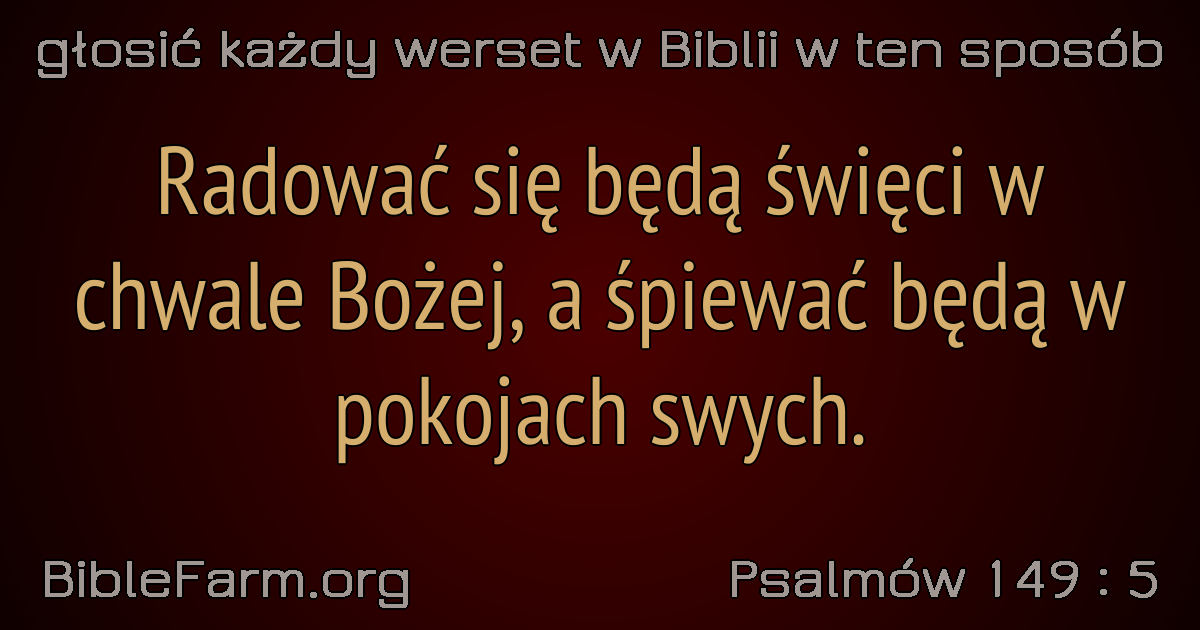 głosić każdy werset w Biblii w ten sposób
Radować się będą święci w
chwale Bożej, a śpiewać będą w
pokojach swych.
BibleFarm.org
Psalmów 149 : 5